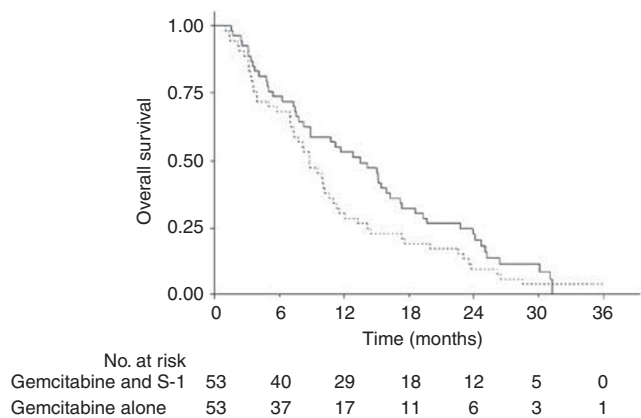 1.00
0.75
0.50
0.25
0.00
Overall survival
0 6 12 18 24 30 36
Time (months)
No. at risk
Gemcitabine and S-1 53 40 29 18 12 5 0
Gemcitabine alone 53 37 17 11 6 3 1